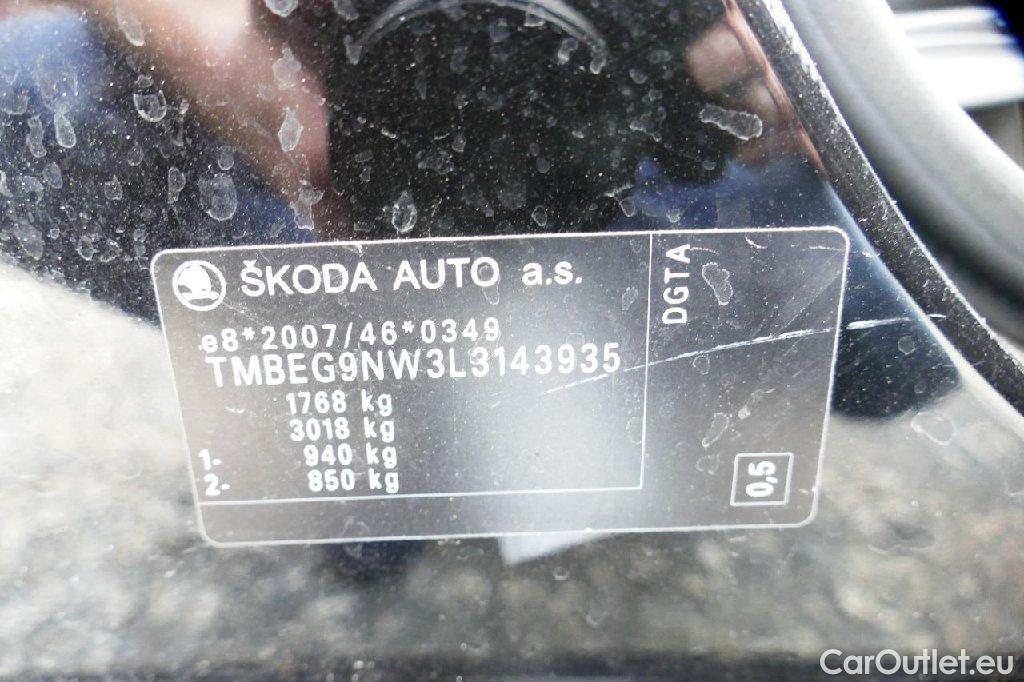 ŠKODA AUTO a.s.
e8*2007/46*0349
TMBEG9NW3L3143935
1768 kg
3018 kg
1- 940 kg
2- 850 kg
DGTA
0,5
CarOutlet.eu